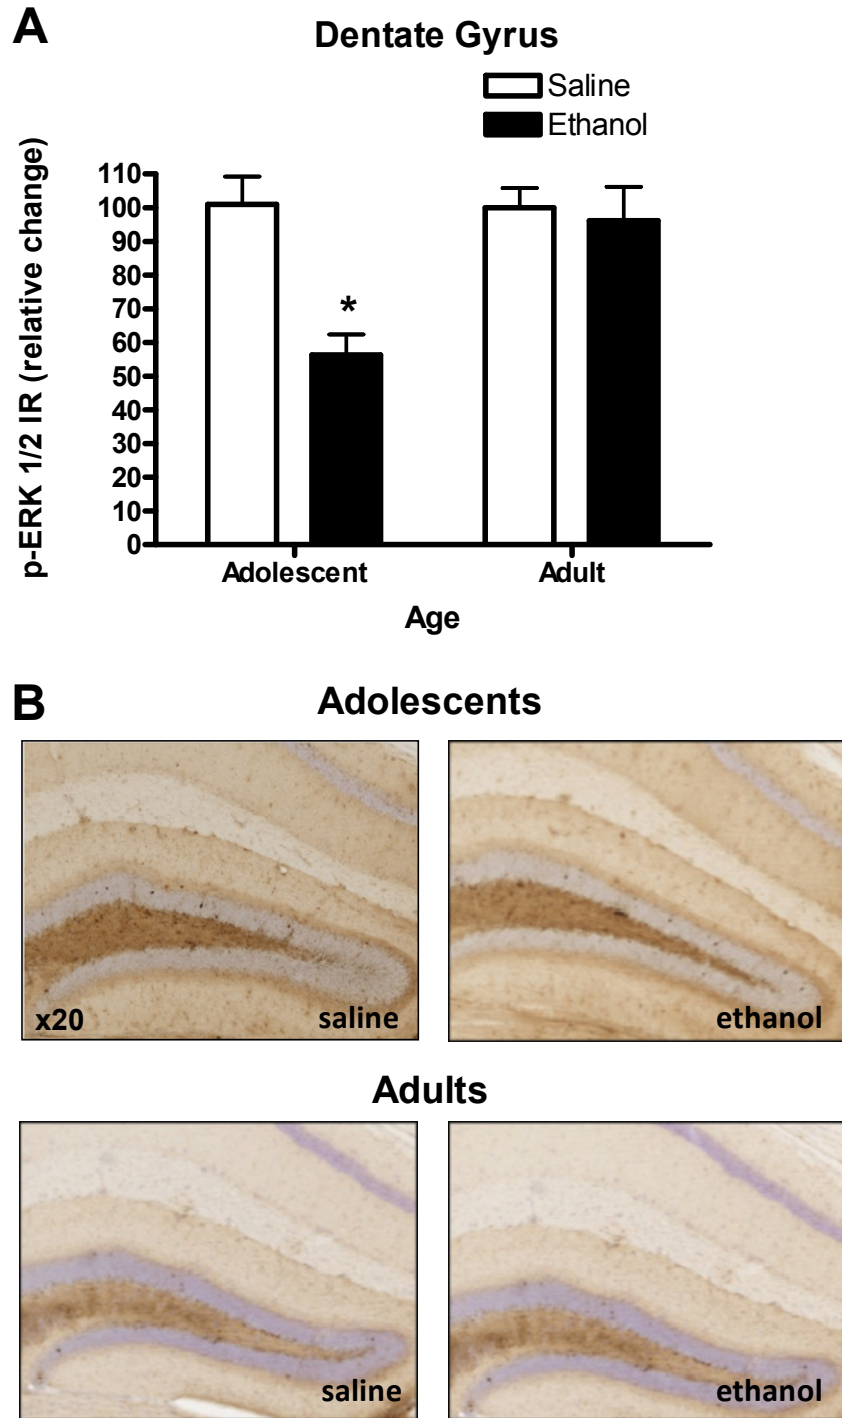 A
Dentate Gyrus
Saline
Ethanol
p-ERK 1/2 IR (relative change)
110
100
90
80
70
60
50
40
30
20
10
0
*
Adolescent
Adult
Age
B
Adolescents
x20
saline
ethanol
Adults
saline
ethanol